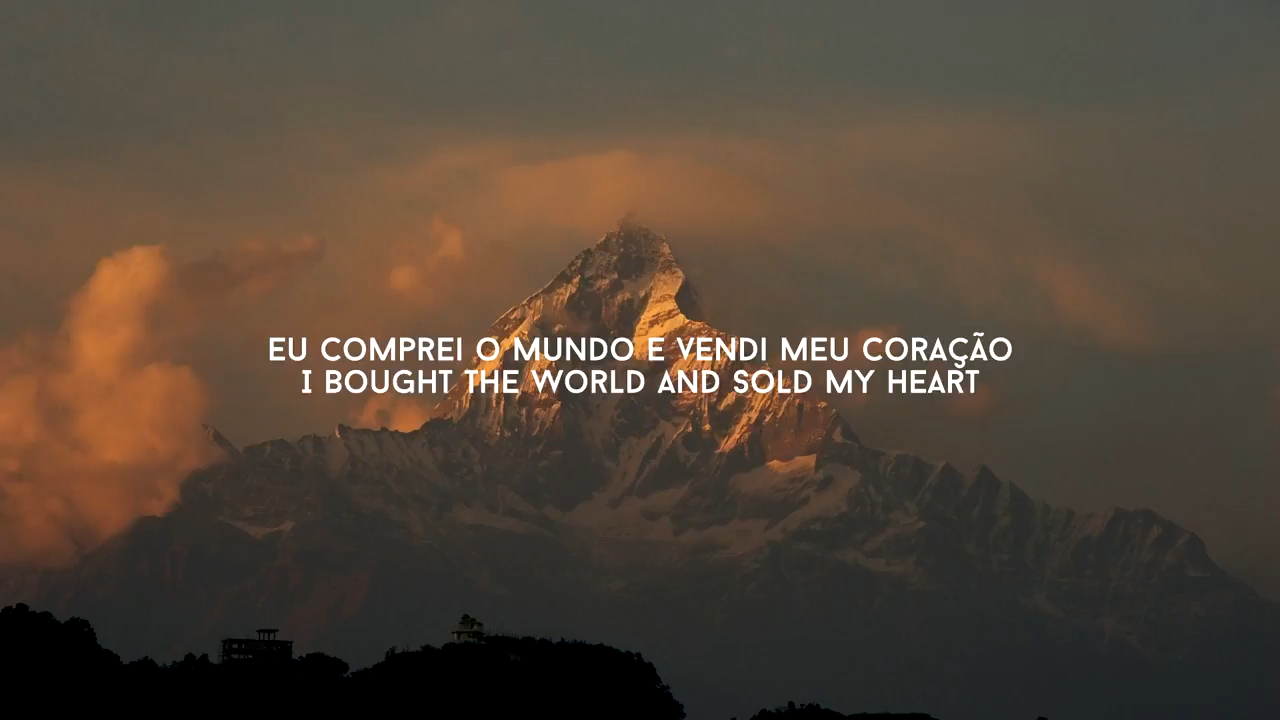 EU COMPREI O MUNDO E VENDI MEU CORAÇÃO
I BOUGHT THE WORLD AND SOLD MY HEART